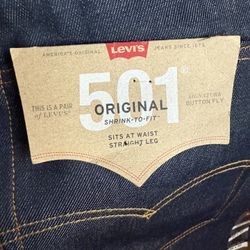 AMERICA'S ORIGINAL
Levi's
JEANS SINCE 1873
501®
THIS IS A PAIR
OF LEVI'S®
ORIGINAL
SHRINK-TO-FIT™
SIGNATURE
BUTTON FLY
SITS AT WAIST
STRAIGHT LEG